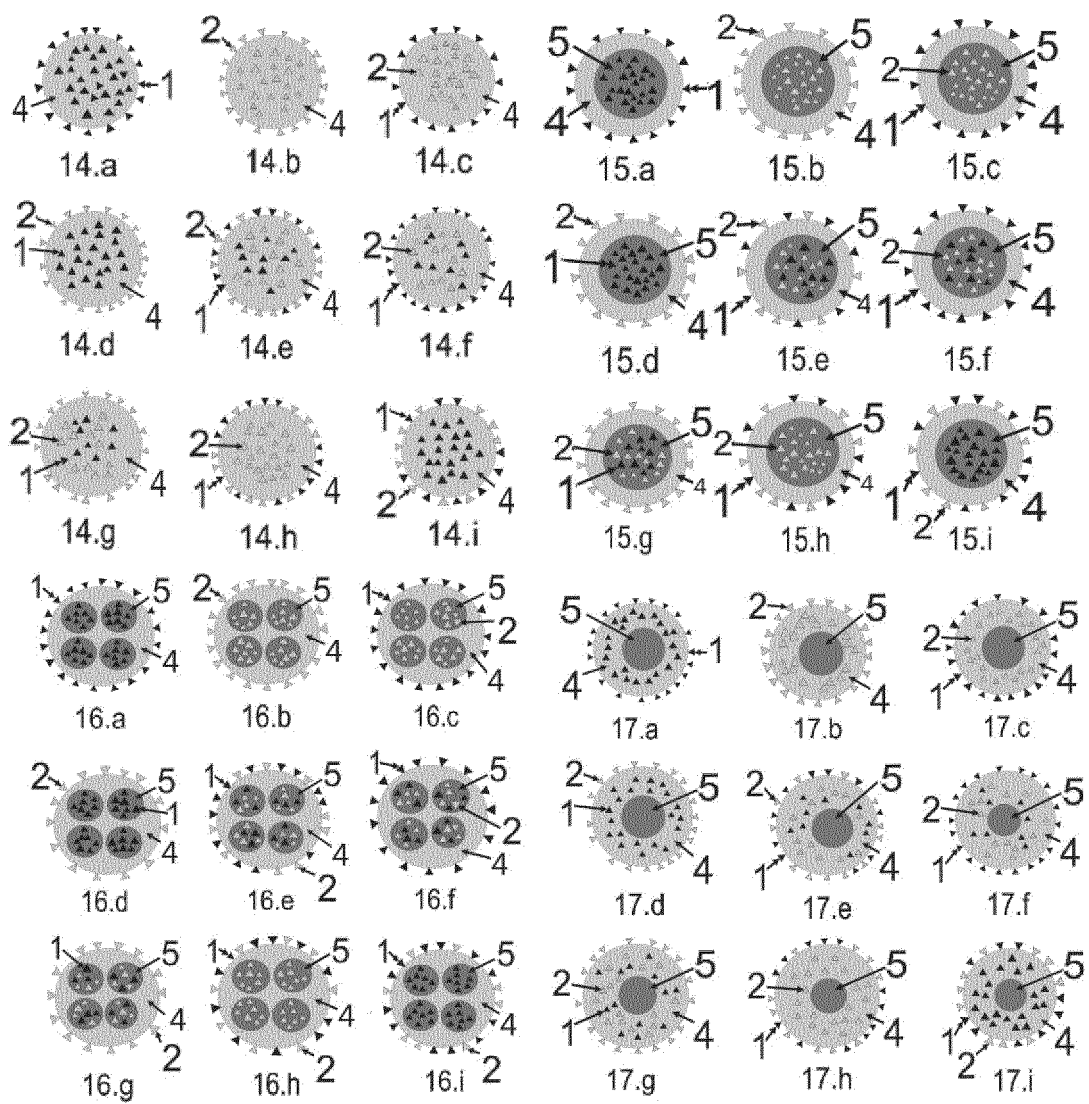 2 2 15.a 5 2 5 2 5
4 1 4 1 4 4 1 4 1 4
14.a 14.b 14.c 15.a 15.b 15.c
2 2 2 2 5 2 5 2 5
1 4 1 4 1 4 1 4 1 4 1 4
14.d 14.e 14.f 15.d 15.e 15.f
2 1 2 1 2 5 2 5 5
1 4 1 4 2 4 1 4 1 4 1 2 4
14.g 14.h 14.i 15.g 15.h 15.i
1 5 2 5 1 5 2 5 2 5 2 5
4 4 4 4 1 4 1 4
16.a 16.b 16.c 17.a 17.b 17.c
2 5 1 1 5 1 5 2 2 1 5 2 5 2 5
4 4 2 4 4 1 4 1 4
16.d 16.e 16.f 17.d 17.e 17.f
1 5 1 5 1 5 2 5 2 5 5
4 2 4 2 4 2 1 4 1 4 1 2 4
16.g 16.h 16.i 17.g 17.h 17.i